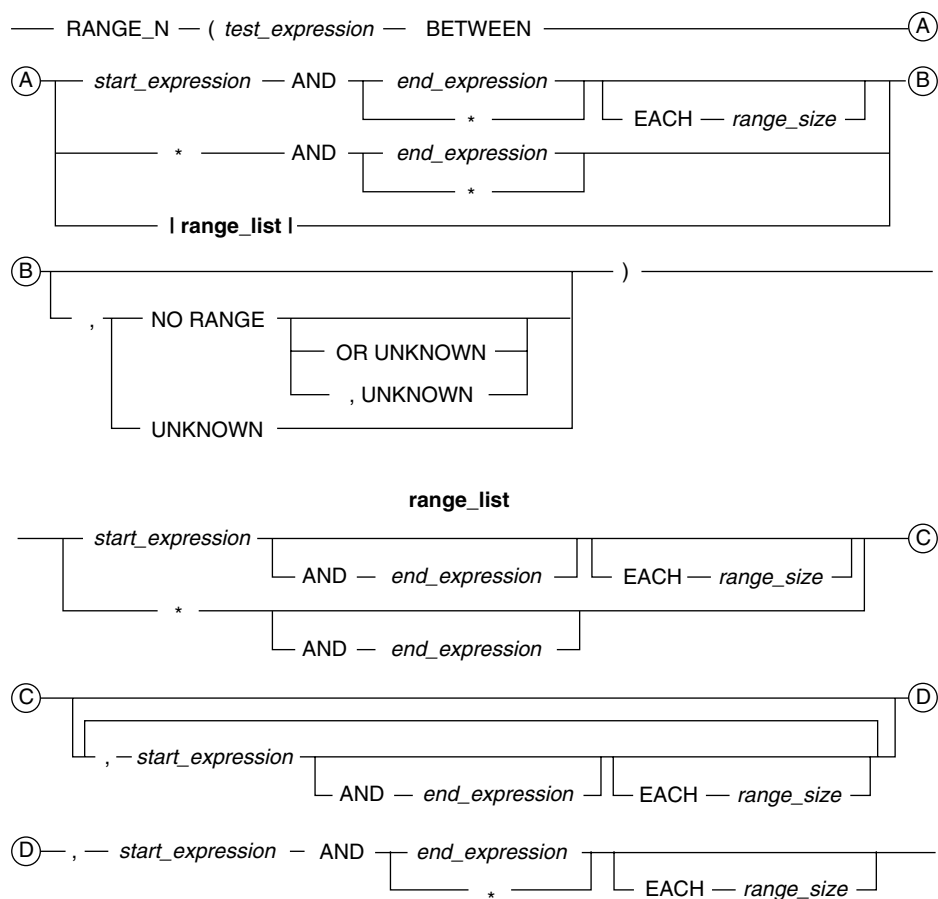 RANGE_N ( test_expression BETWEEN A
A start_expression AND end_expression B
*
EACH range_size
* AND end_expression
*
| range_list |
B )
, NO RANGE
OR UNKNOWN
, UNKNOWN
UNKNOWN
range_list
start_expression C
AND end_expression EACH range_size
*
AND end_expression
C D
, start_expression
AND end_expression EACH range_size
D , start_expression AND end_expression
* EACH range_size